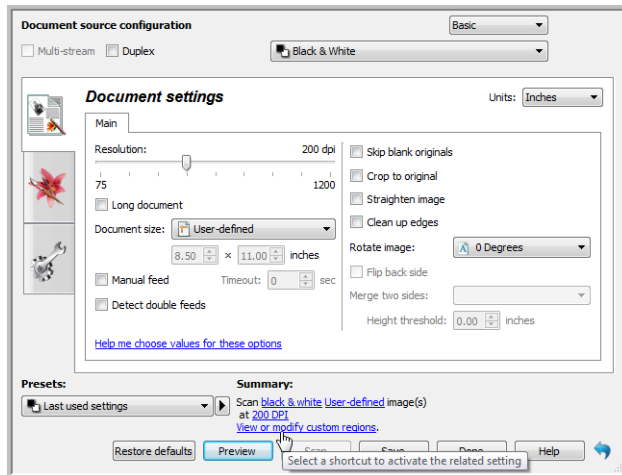 Document source configuration
Basic
Multi-stream
Duplex
Black & White
Document settings
Units:
Inches
Main
Resolution:
200 dpi
75
1200
Long document
Document size:
User-defined
8.50
×
11.00
inches
Manual feed
Timeout:
0
sec
Detect double feeds
Help me choose values for these options
Skip blank originals
Crop to original
Straighten image
Clean up edges
Rotate image:
0 Degrees
Flip back side
Merge two sides:
Height threshold:
0.00
inches
Presets:
Last used settings
Summary:
Scan black & white User-defined image(s)
at 200 DPI
View or modify custom regions.
Restore defaults
Preview
Scan
Save
Done
Help
Select a shortcut to activate the related setting